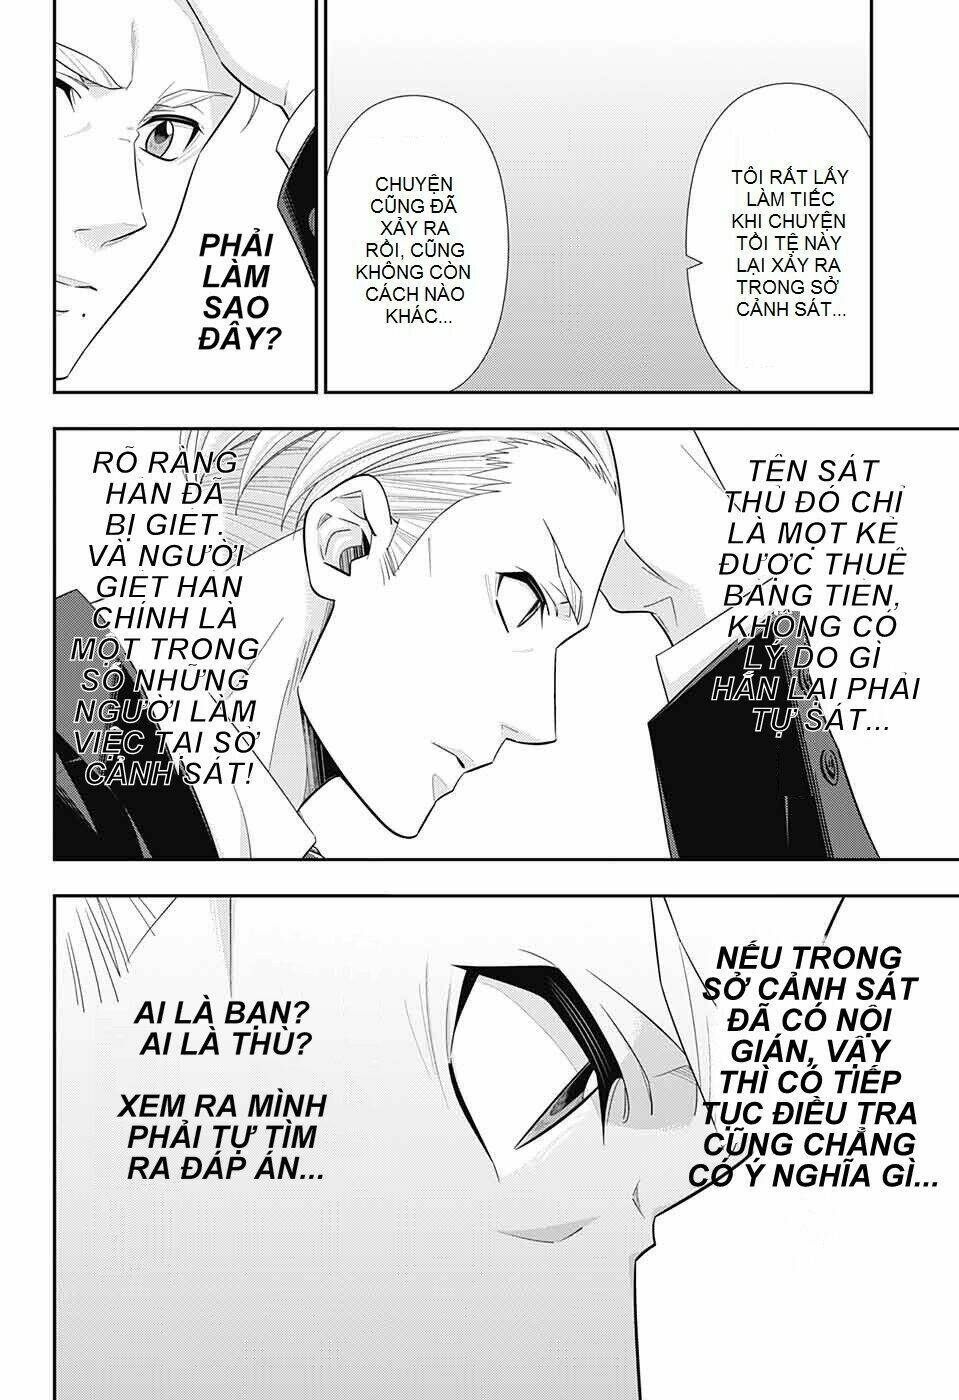 TÔI RẤT LẤY
LÀM TIẾC
KHI CHUYỆN
TỒI TỆ NÀY
LẠI XẢY RA
TRONG SỞ
CẢNH SÁT...
CHUYỆN
CŨNG ĐÃ
XẢY RA
RỒI, CŨNG
KHÔNG CÒN
CÁCH NÀO
KHÁC...
PHẢI
LÀM
SAO
ĐÂY?
TÊN SÁT
THỦ ĐÓ CHỈ
LÀ MỘT KẺ
ĐƯỢC THUÊ
BẰNG TIỀN,
KHÔNG CÓ
LÝ DO GÌ
HẮN LẠI PHẢI
TỰ SÁT...
RÕ RÀNG
HẮN ĐÃ
BỊ GIẾT.
VÀ NGƯỜI
GIẾT HẮN
CHÍNH LÀ
MỘT TRONG
SỐ NHỮNG
NGƯỜI LÀM
VIỆC TẠI SỞ
CẢNH SÁT!
NẾU TRONG
SỞ CẢNH SÁT
ĐÃ CÓ NỘI
GIÁN, VẬY
THÌ CÓ TIẾP
TỤC ĐIỀU TRA
CŨNG CHẲNG
CÓ Ý NGHĨA GÌ...
AI LÀ BẠN?
AI LÀ THÙ?
XEM RA MÌNH
PHẢI TỰ TÌM
RA ĐÁP ÁN...